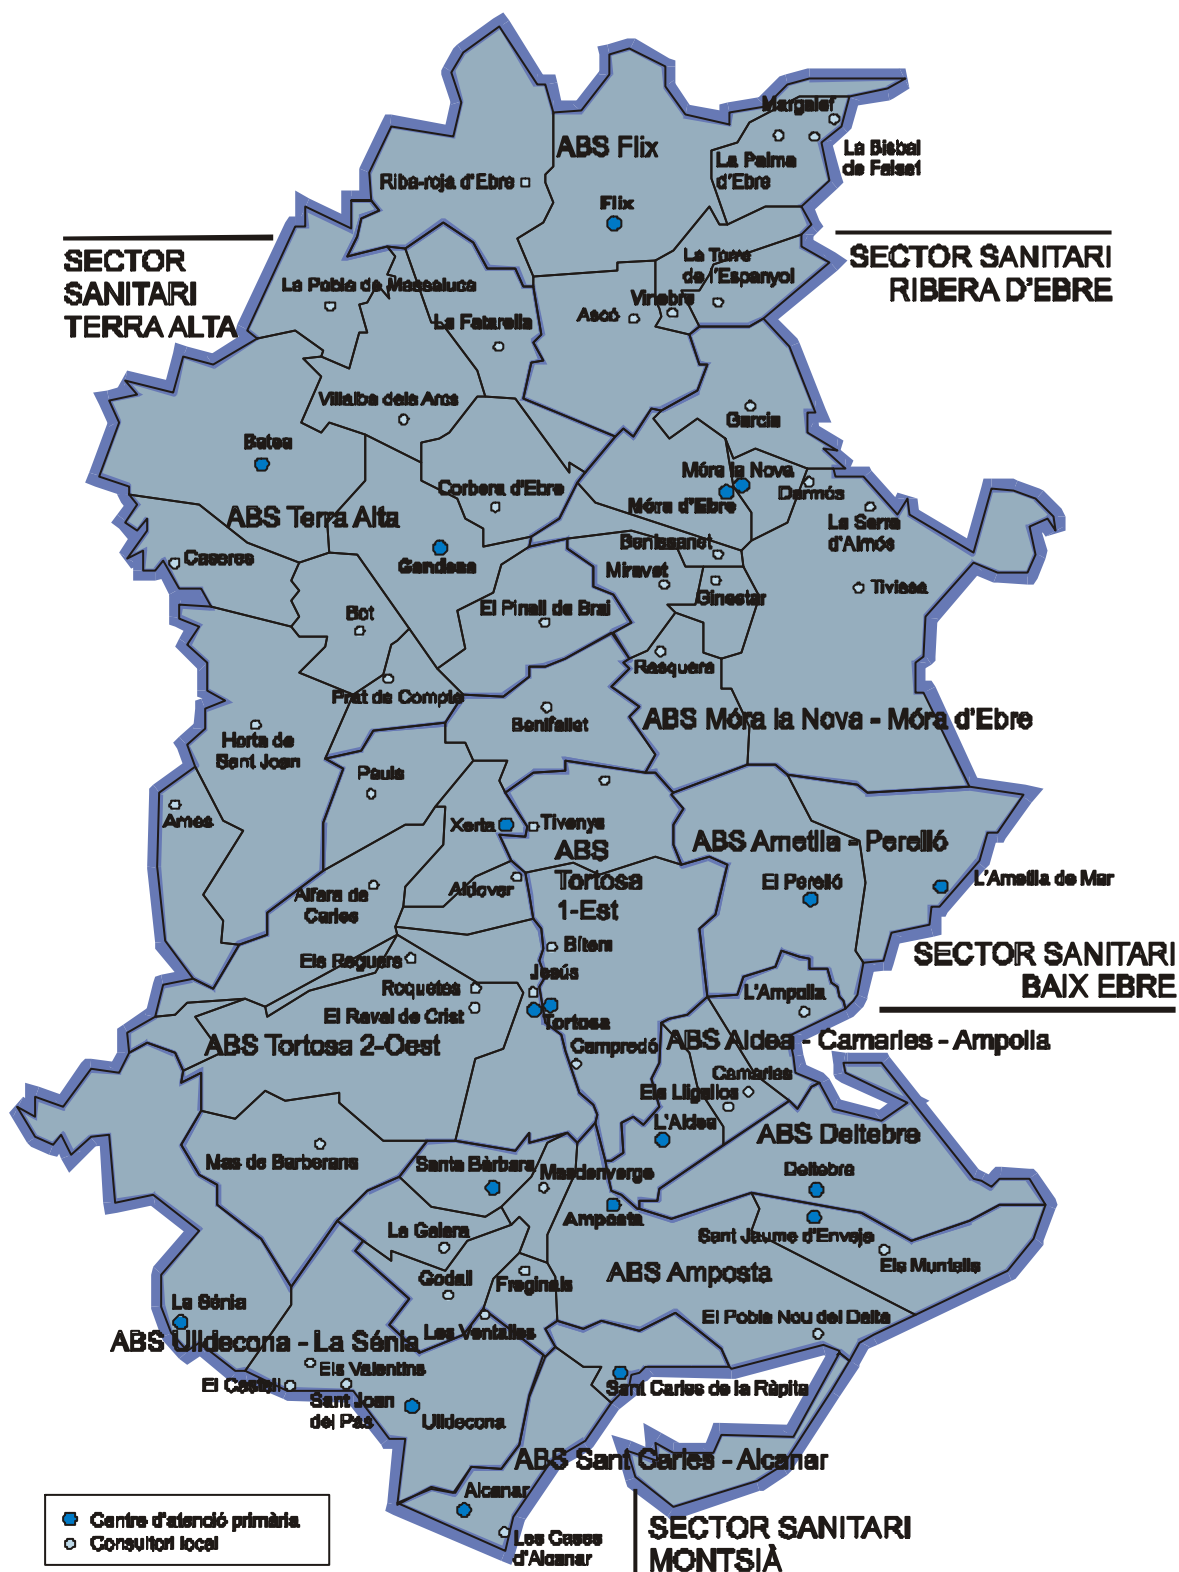 Margalef
ABS Flix
La Bisbal
de Falset
La Palma
d'Ebre
Riba-roja d'Ebre
Flix
SECTOR
SANITARI
TERRA ALTA
SECTOR SANITARI
RIBERA D'EBRE
La Torre
de l'Espanyol
La Pobla de Massaluca
Vinebre
Ascó
La Fatarella
Villalba dels Arcs
Garcia
Batea
Móra la Nova
Corbera d'Ebre
Móra d'Ebre
Darmós
ABS Terra Alta
La Serra
d'Almós
Benissanet
Caseres
Gandesa
Miravet
Ginestar
Tivissa
El Pinell de Brai
Bot
Rasquera
Prat de Comple
Benifallet
ABS Móra la Nova - Móra d'Ebre
Horta de
Sant Joan
Pauls
Arnes
Xerta
Tivenys
ABS
Tortosa
1-Est
ABS Ametlla - Perelló
El Perelló
L'Ametlla de Mar
Aldover
Alfara de
Carles
Bítem
SECTOR SANITARI
BAIX EBRE
Els Reguers
Jesús
Roquetes
L'Ampolla
El Raval de Crist
Tortosa
ABS Tortosa 2-Oest
Campredó
ABS Aldea - Camarles - Ampolla
Camarles
Els Lligallos
L'Aldea
ABS Deltebre
Mas de Barberans
Santa Bàrbara
Masdenverge
Deltebre
Amposta
La Galera
Sant Jaume d'Enveja
Els Muntells
Godall
Freginals
ABS Amposta
La Sénia
El Poble Nou del Delta
ABS Ulldecona - La Sénia
Les Ventalles
Els Valentins
El Castell
Sant Joan
del Pas
Ulldecona
Sant Carles de la Ràpita
ABS Sant Carles - Alcanar
Alcanar
Les Cases
d'Alcanar
SECTOR SANITARI
MONTSIÀ
Centre d'atenció primària
Consultori local